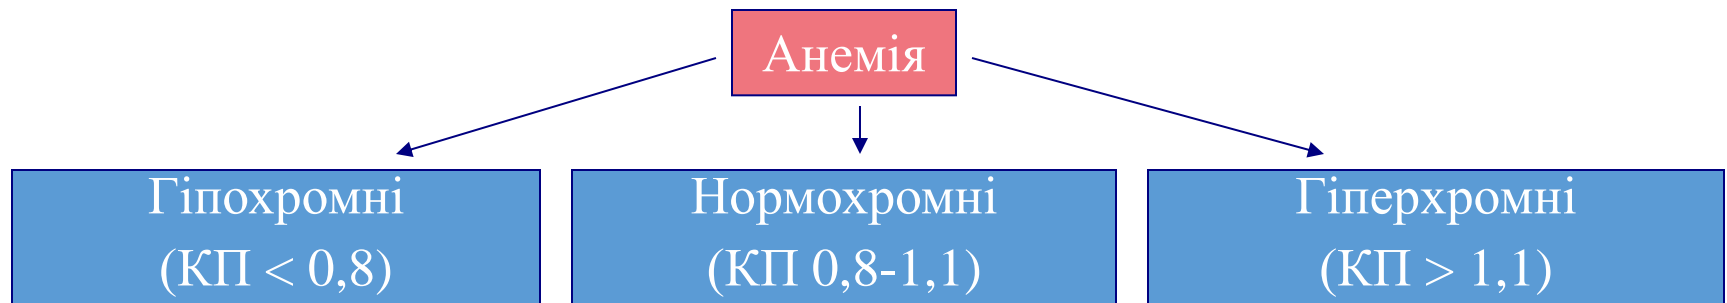 Анемія
Гіпохромні
(КП < 0,8)
Нормохромні
(КП 0,8-1,1)
Гіперхромні
(КП > 1,1)